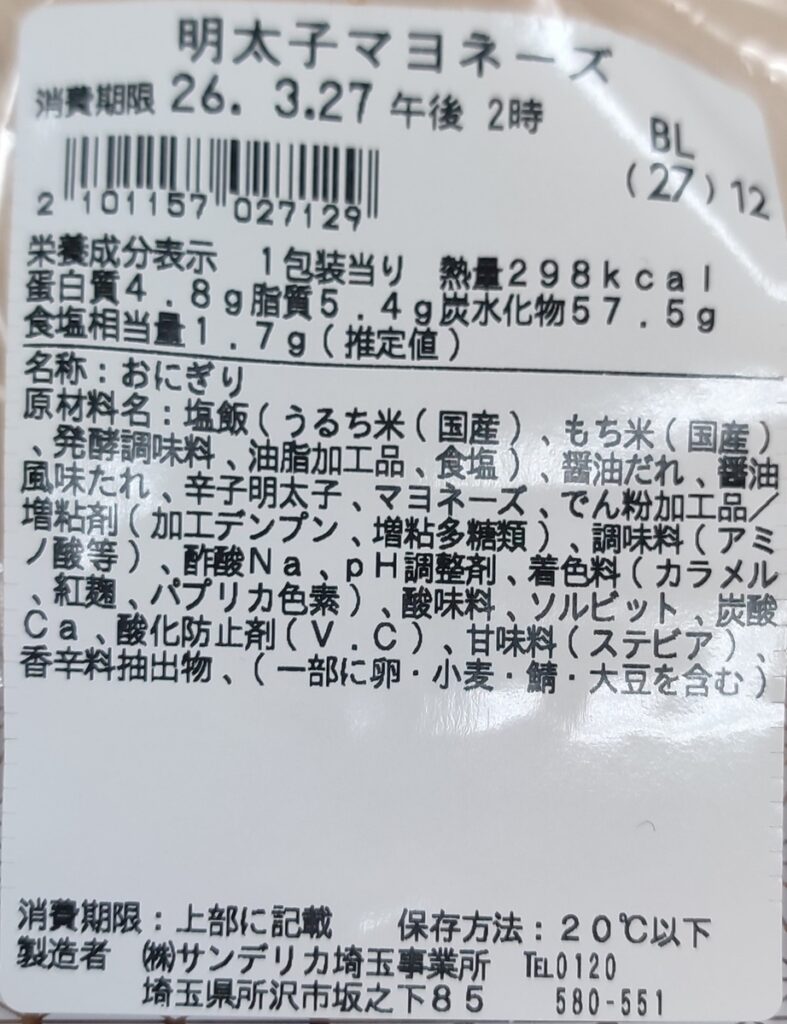 明太子マヨネーズ
消費期限 26. 3.27 午後 2時
BL
(27)12
2 101157 027129
栄養成分表示 1包装当り 熱量298kcal
蛋白質4.8g脂質5.4g炭水化物57.5g
食塩相当量1.7g(推定値)
名称:おにぎり
原材料名:塩飯(うるち米(国産)、もち米(国産)
、発酵調味料、油脂加工品、食塩)、醤油だれ、醤油
風味たれ、辛子明太子、マヨネーズ、でん粉加工品/
増粘剤(加工デンプン、増粘多糖類)、調味料(アミ
ノ酸等)、酢酸Na、pH調整剤、着色料(カラメル
、紅麹、パプリカ色素)、酸味料、ソルビット、炭酸
Ca、酸化防止剤(V.C)、甘味料(ステビア)、
香辛料抽出物、(一部に卵・小麦・鯖・大豆を含む)
消費期限:上部に記載 保存方法:20℃以下
製造者 ㈱サンデリカ埼玉事業所 ℡0120
埼玉県所沢市坂之下85 580-551